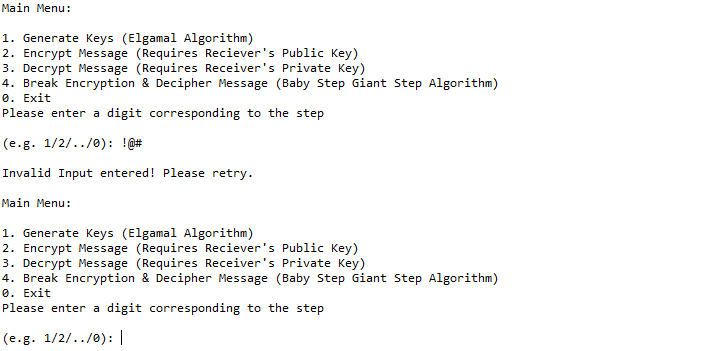 Main Menu:
1. Generate Keys (Elgamal Algorithm)
2. Encrypt Message (Requires Reciever's Public Key)
3. Decrypt Message (Requires Receiver's Private Key)
4. Break Encryption & Decipher Message (Baby Step Giant Step Algorithm)
0. Exit
Please enter a digit corresponding to the step
(e.g. 1/2/../0): !@#
Invalid Input entered! Please retry.
Main Menu:
1. Generate Keys (Elgamal Algorithm)
2. Encrypt Message (Requires Reciever's Public Key)
3. Decrypt Message (Requires Receiver's Private Key)
4. Break Encryption & Decipher Message (Baby Step Giant Step Algorithm)
0. Exit
Please enter a digit corresponding to the step
(e.g. 1/2/../0):